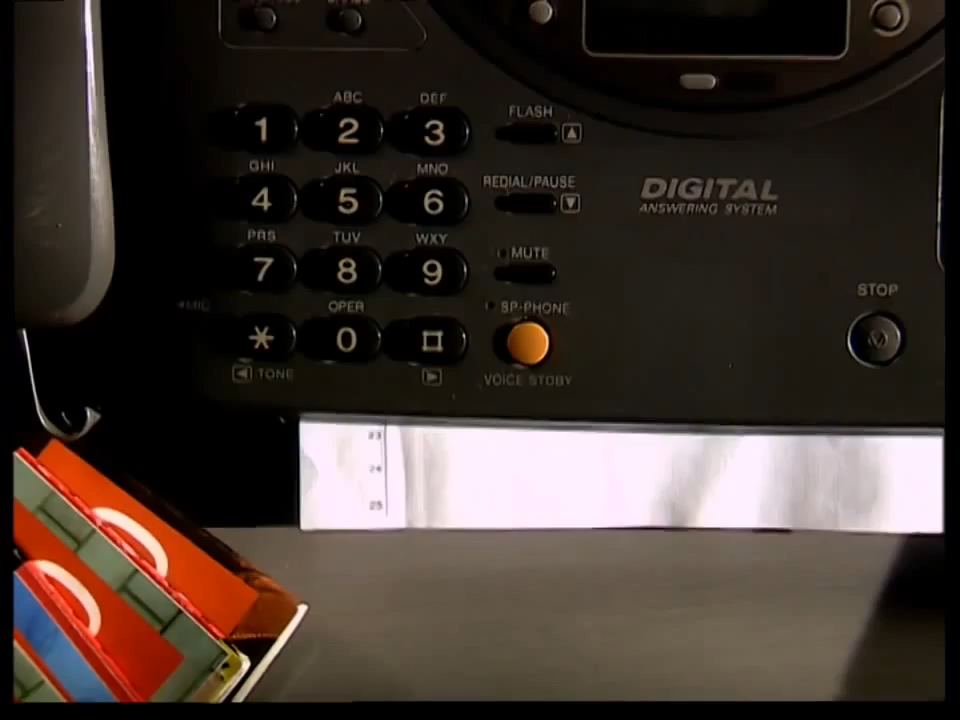 ABC DEF FLASH
1 2 3 ▲
GHI JKL MNO REDIAL/PAUSE
4 5 6 ▼
DIGITAL
ANSWERING SYSTEM
PRS TUV WXY MUTE
7 8 9
MIC OPER SP-PHONE
* 0 ⌑
◀ TONE ▶ VOICE STDBY
STOP
23
24
25